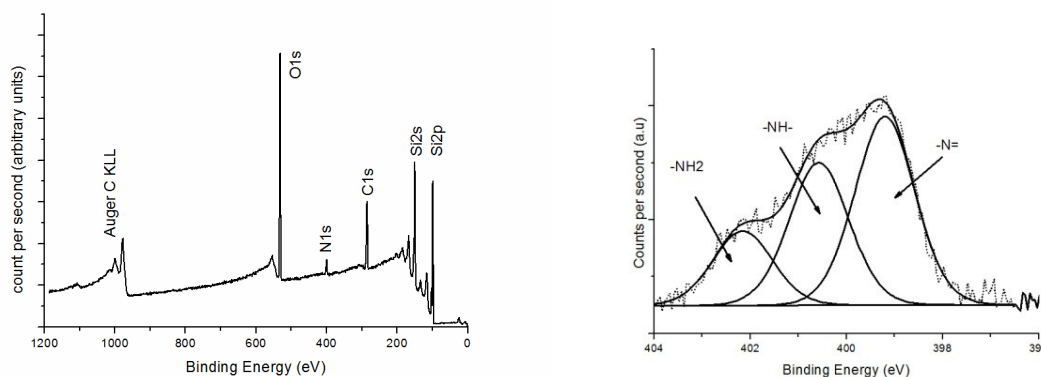 count per second (arbitrary units)
Auger C KLL
O1s
N1s
C1s
Si2s
Si2p
1200 1000 800 600 400 200 0
Binding Energy (eV)
Counts per second (a.u)
-NH2
-NH-
-N=
404 402 400 398 39
Binding Energy (eV)